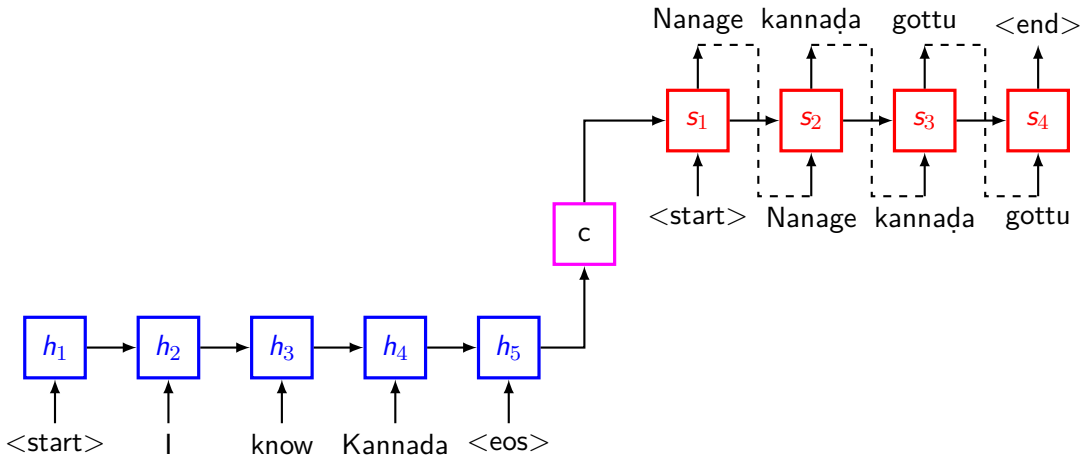 Nanage kannaḍa gottu <end>
s1 s2 s3 s4
<start> Nanage kannaḍa gottu
c
h1 h2 h3 h4 h5
<start> I know Kannada <eos>